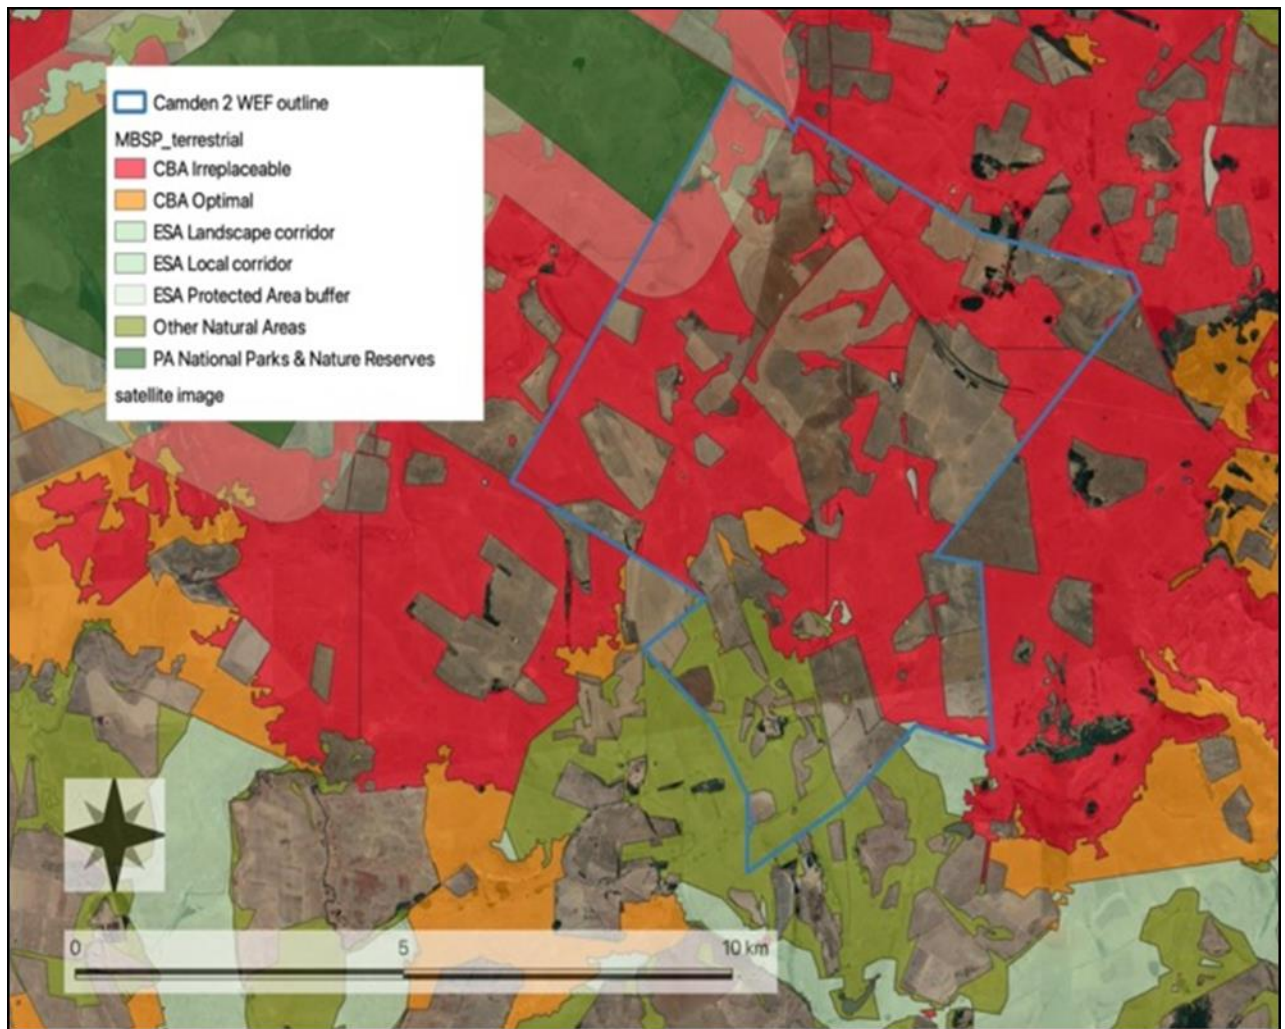 Camden 2 WEF outline
MBSP_terrestrial
CBA Irreplaceable
CBA Optimal
ESA Landscape corridor
ESA Local corridor
ESA Protected Area buffer
Other Natural Areas
PA National Parks & Nature Reserves
satellite image
0 5 10 km